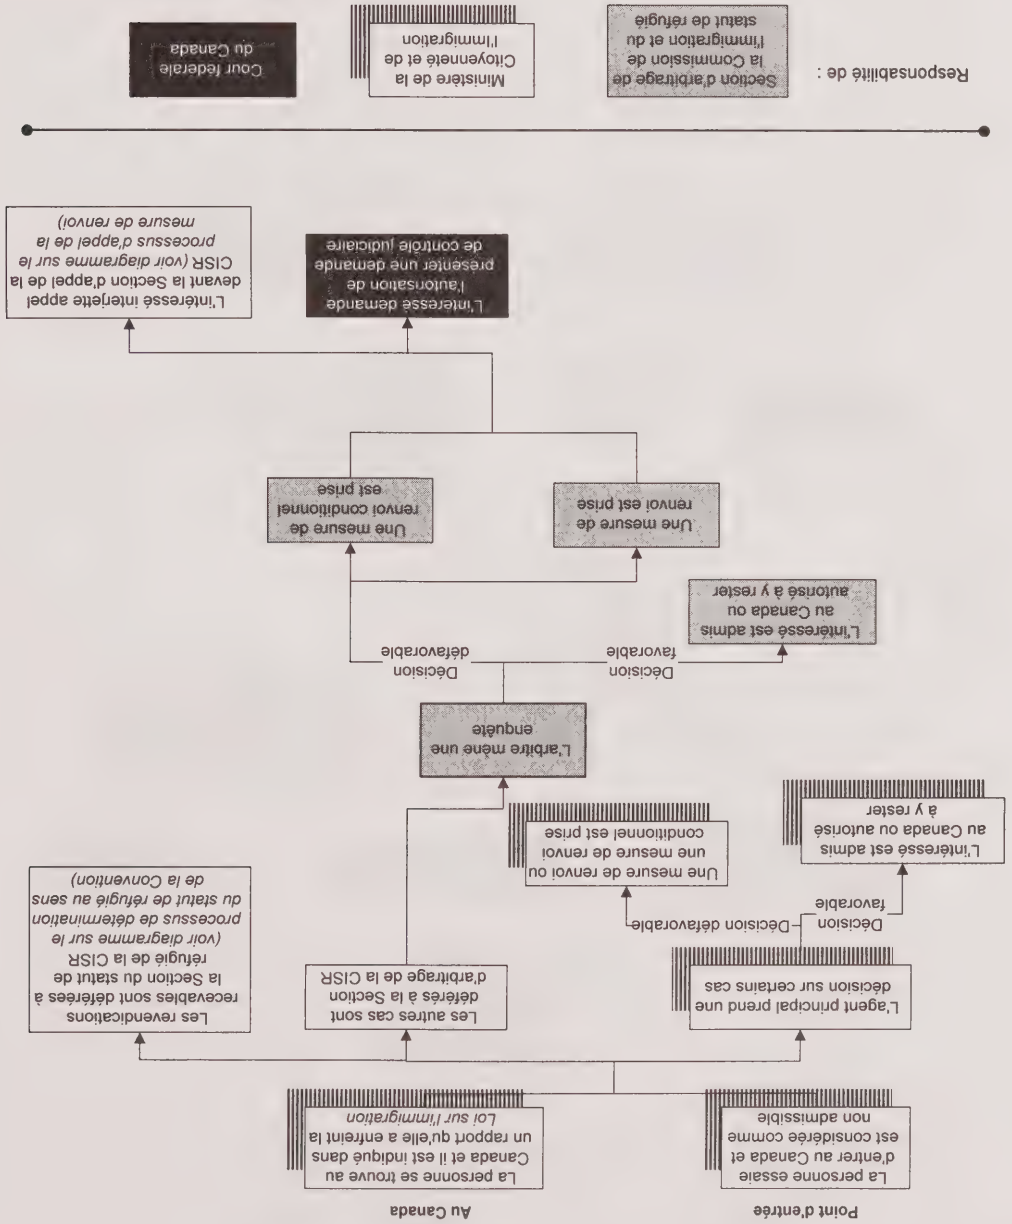 Point d'entrée
Au Canada
La personne essaie
d'entrer au Canada et
est considérée comme
non admissible
La personne se trouve au
Canada et il est indiqué dans
un rapport qu'elle a enfreint la
Loi sur l'immigration
L'agent principal prend une
décision sur certains cas
Les autres cas sont
déférés à la Section
d'arbitrage de la CISR
Les revendications
recevables sont déférées à
la Section du statut de
réfugié de la CISR
(voir diagramme sur le
processus de détermination
du statut de réfugié au sens
de la Convention)
Décision
favorable
Décision défavorable
L'intéressé est admis
au Canada ou autorisé
à y rester
Une mesure de renvoi ou
une mesure de renvoi
conditionnel est prise
L'arbitre mène une
enquête
Décision
favorable
Décision
défavorable
L'intéressé est admis
au Canada ou
autorisé à y rester
Une mesure de
renvoi est prise
Une mesure de
renvoi conditionnel
est prise
L'intéressé demande
l'autorisation de
présenter une demande
de contrôle judiciaire
L'intéressé interjette appel
devant la Section d'appel de la
CISR (voir diagramme sur le
processus d'appel de la
mesure de renvoi)
Responsabilité de :
Section d'arbitrage de
la Commission de
l'immigration et du
statut de réfugié
Ministère de la
Citoyenneté et de
l'Immigration
Cour fédérale
du Canada